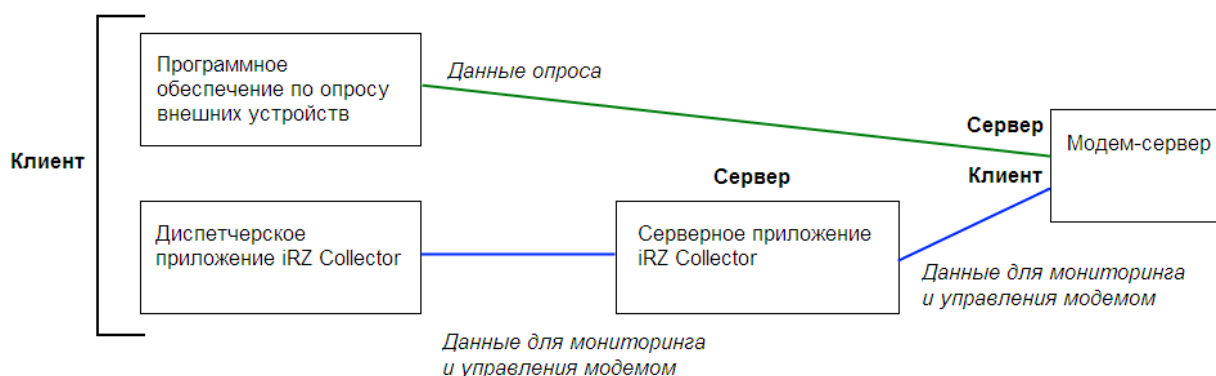 Программное
обеспечение по опросу
внешних устройств
Данные опроса
Сервер
Модем-сервер
Клиент
Клиент
Сервер
Диспетчерское
приложение iRZ Collector
Серверное приложение
iRZ Collector
Данные для мониторинга
и управления модемом
Данные для мониторинга
и управления модемом